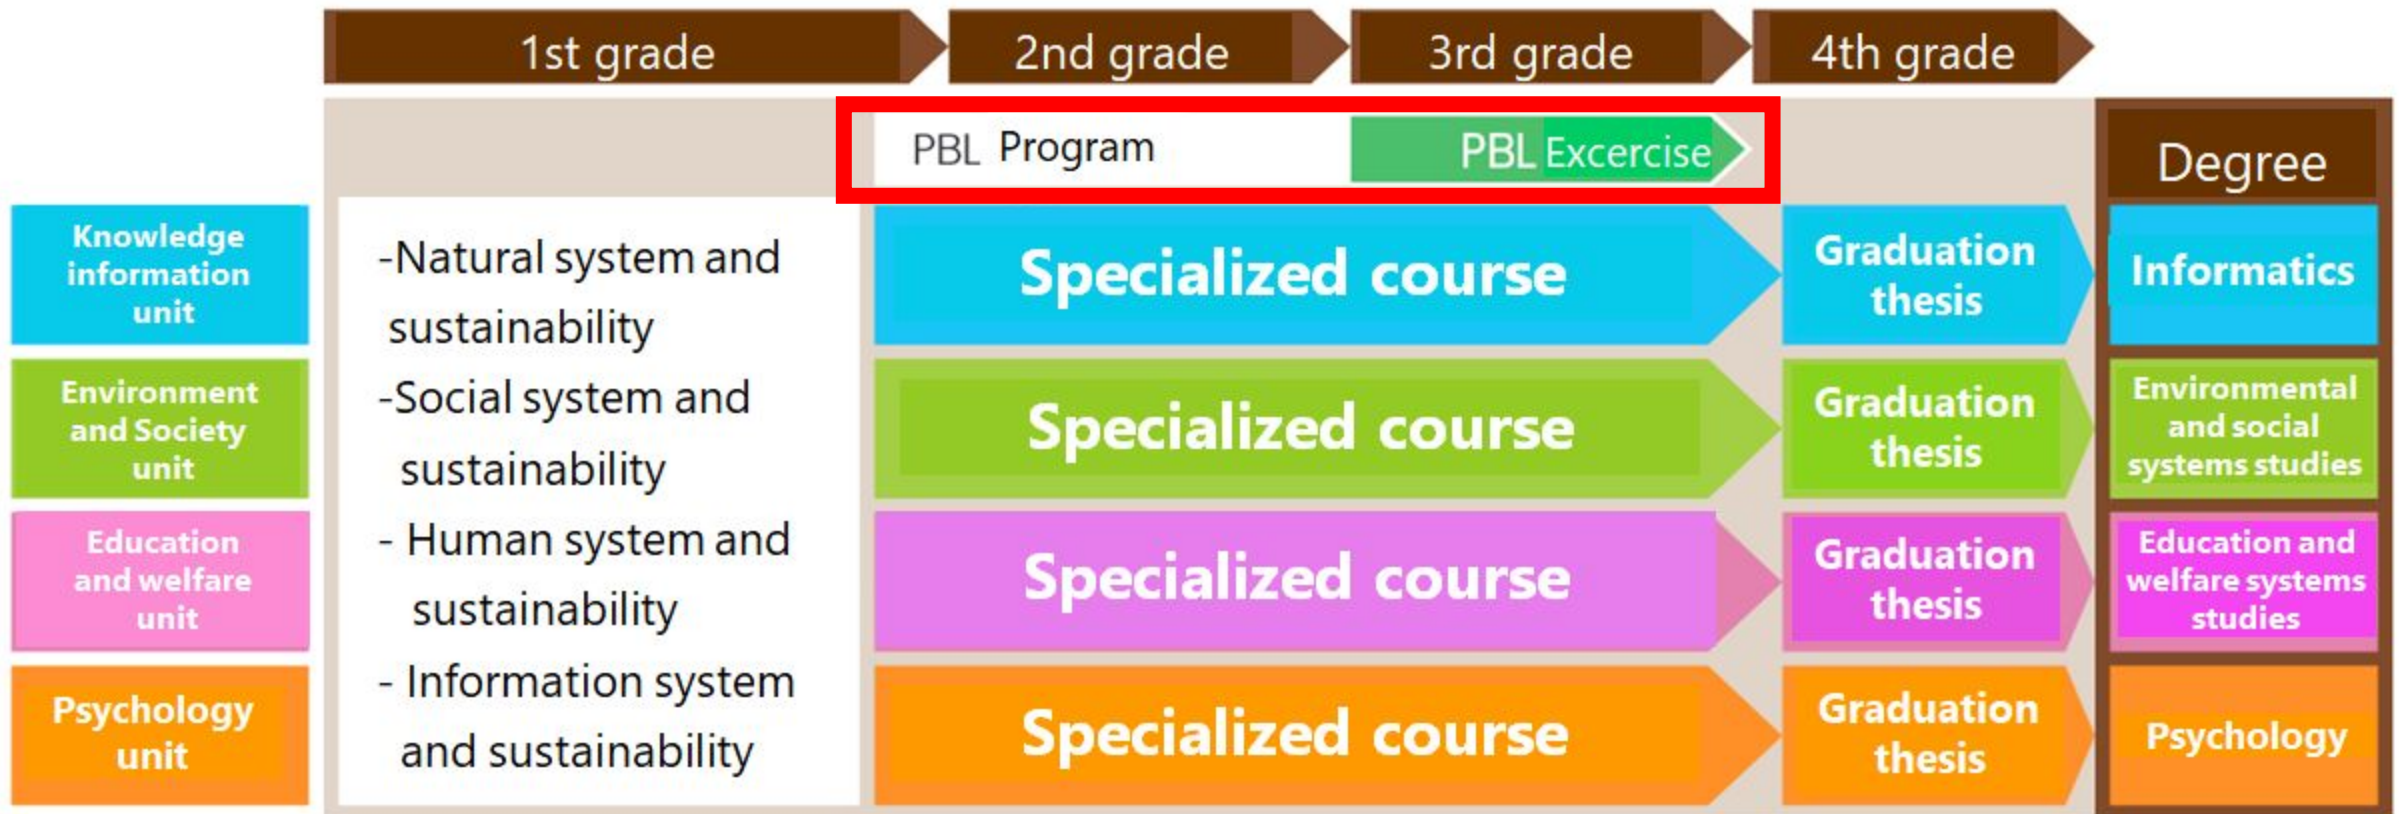 1st grade 2nd grade 3rd grade 4th grade
PBL Program PBL Excercise
Degree
Knowledge
information
unit
Environment
and Society
unit
Education
and welfare
unit
Psychology
unit
-Natural system and
sustainability
-Social system and
sustainability
- Human system and
sustainability
- Information system
and sustainability
Specialized course
Graduation
thesis
Informatics
Specialized course
Graduation
thesis
Environmental
and social
systems studies
Specialized course
Graduation
thesis
Education and
welfare systems
studies
Specialized course
Graduation
thesis
Psychology